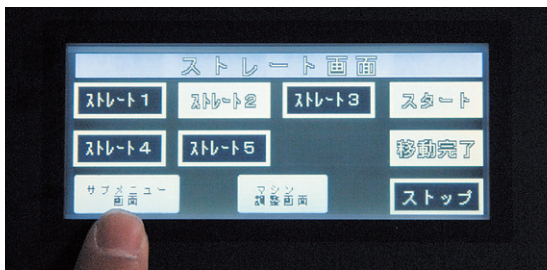 ストレート画面
ストレート1 ストレート2 ストレート3 スタート
ストレート4 ストレート5 移動完了
サブメニュー
画面
マシン
調整画面
ストップ